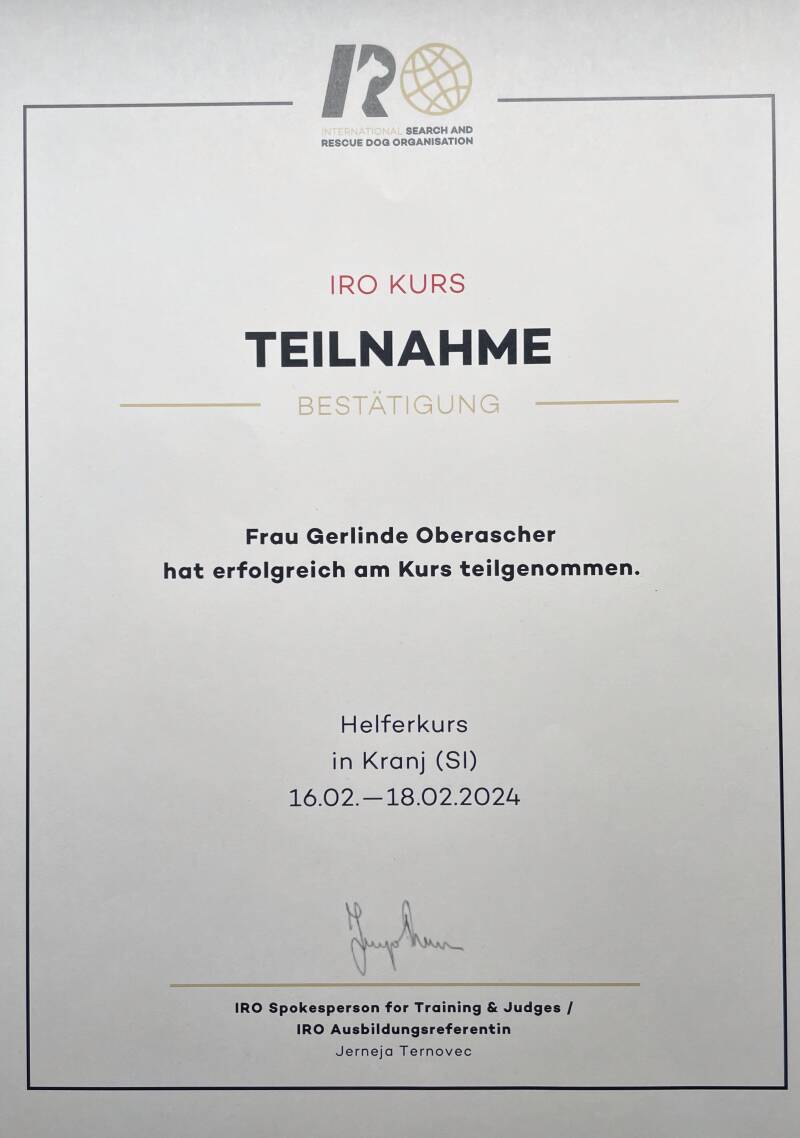 IRO
INTERNATIONAL SEARCH AND
RESCUE DOG ORGANISATION
IRO KURS
TEILNAHME
BESTÄTIGUNG
Frau Gerlinde Oberascher
hat erfolgreich am Kurs teilgenommen.
Helferkurs
in Kranj (SI)
16.02.—18.02.2024
IRO Spokesperson for Training & Judges /
IRO Ausbildungsreferentin
Jerneja Ternovec